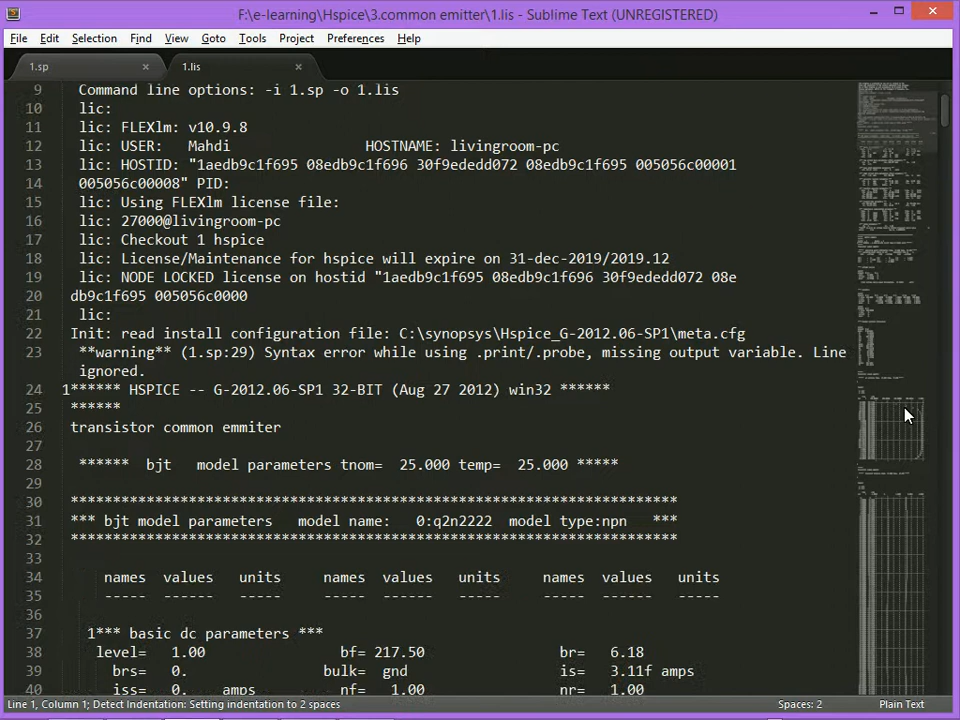 F:\e-learning\Hspice\3.common emitter\1.lis - Sublime Text (UNREGISTERED)
File Edit Selection Find View Goto Tools Project Preferences Help
1.sp × 1.lis ×
9 Command line options: -i 1.sp -o 1.lis
10 lic:
11 lic: FLEXlm: v10.9.8
12 lic: USER: Mahdi HOSTNAME: livingroom-pc
13 lic: HOSTID: "1aedb9c1f695 08edb9c1f696 30f9ededd072 08edb9c1f695 005056c00001
14 005056c00008" PID:
15 lic: Using FLEXlm license file:
16 lic: 27000@livingroom-pc
17 lic: Checkout 1 hspice
18 lic: License/Maintenance for hspice will expire on 31-dec-2019/2019.12
19 lic: NODE LOCKED license on hostid "1aedb9c1f695 08edb9c1f696 30f9ededd072 08e
20 db9c1f695 005056c0000
21 lic:
22 Init: read install configuration file: C:\synopsys\Hspice_G-2012.06-SP1\meta.cfg
23 **warning** (1.sp:29) Syntax error while using .print/.probe, missing output variable. Line
ignored.
24 1****** HSPICE -- G-2012.06-SP1 32-BIT (Aug 27 2012) win32 ******
25 ******
26 transistor common emmiter
27
28 ****** bjt model parameters tnom= 25.000 temp= 25.000 *****
29
30 ***********************************************************************
31 *** bjt model parameters model name: 0:q2n2222 model type:npn ***
32 ***********************************************************************
33
34 names values units names values units names values units
35 ----- ------ ----- ----- ------ ----- ----- ------ -----
36
37 1*** basic dc parameters ***
38 level= 1.00 bf= 217.50 br= 6.18
39 brs= 0. bulk= gnd is= 3.11f amps
40 iss= 0. amps nf= 1.00 nr= 1.00
Line 1, Column 1; Detect Indentation: Setting indentation to 2 spaces Spaces: 2 Plain Text